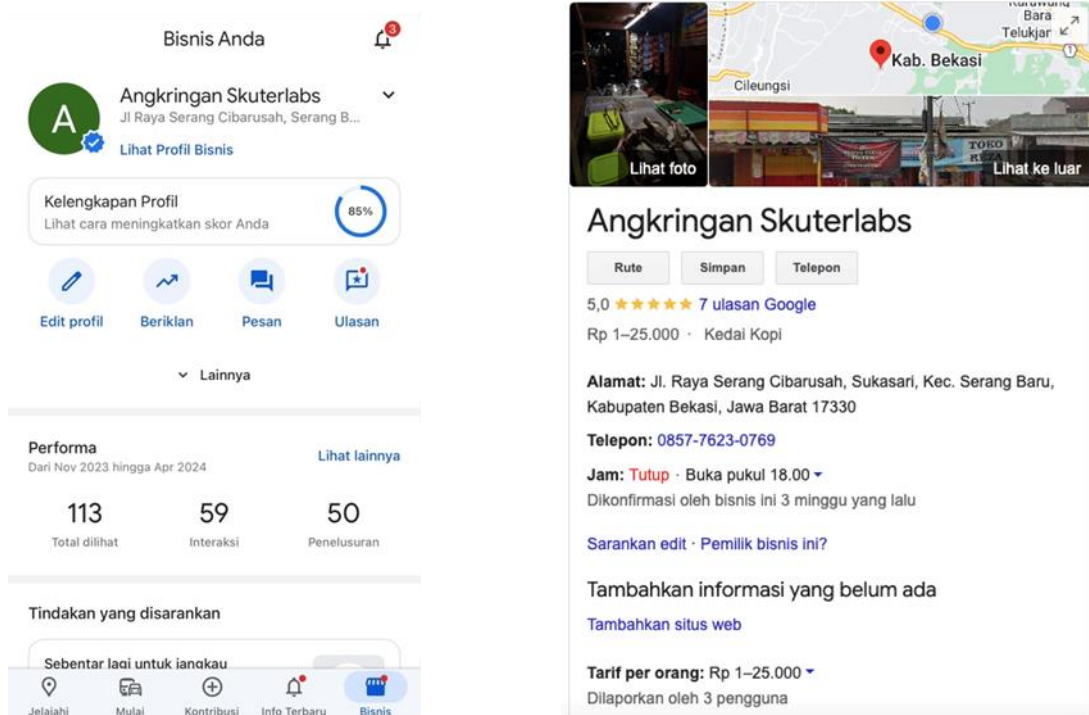 Bisnis Anda
3
A
Angkringan Skuterlabs
Jl Raya Serang Cibarusah, Serang B...
Lihat Profil Bisnis
Kelengkapan Profil
Lihat cara meningkatkan skor Anda
85%
Edit profil
Beriklan
Pesan
Ulasan
Lainnya
Performa
Dari Nov 2023 hingga Apr 2024
Lihat lainnya
113
59
50
Total dilihat
Interaksi
Penelusuran
Tindakan yang disarankan
Sebentar lagi untuk jangkau
Jelajahi
Mulai
Kontribusi
Info Terbaru
Bisnis
Bara
Telukjar
1
Kab. Bekasi
Cileungsi
TOKO
REZA
Lihat foto
Lihat ke luar
Angkringan Skuterlabs
Rute
Simpan
Telepon
5,0 ★★★★★ 7 ulasan Google
Rp 1–25.000 · Kedai Kopi
Alamat: Jl. Raya Serang Cibarusah, Sukasari, Kec. Serang Baru,
Kabupaten Bekasi, Jawa Barat 17330
Telepon: 0857-7623-0769
Jam: Tutup · Buka pukul 18.00
Dikonfirmasi oleh bisnis ini 3 minggu yang lalu
Sarankan edit · Pemilik bisnis ini?
Tambahkan informasi yang belum ada
Tambahkan situs web
Tarif per orang: Rp 1–25.000
Dilaporkan oleh 3 pengguna